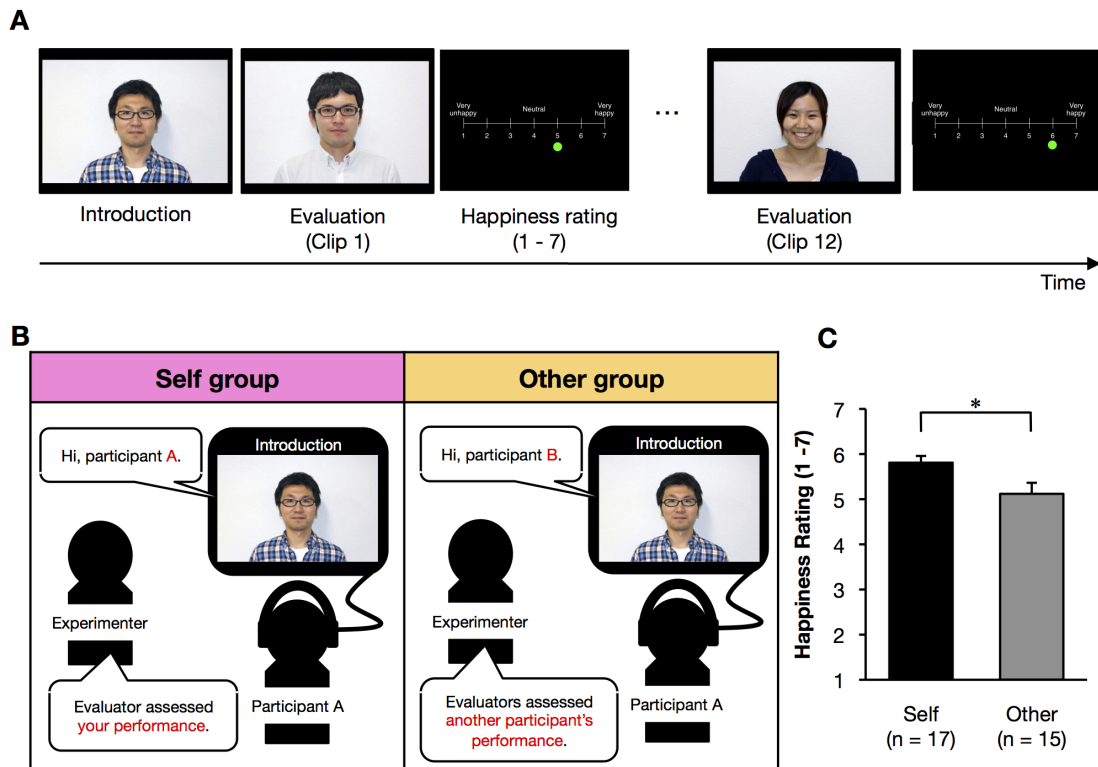 A
Very
unhappy
Neutral
Very
happy
1 2 3 4 5 6 7
...
Very
unhappy
Neutral
Very
happy
1 2 3 4 5 6 7
Introduction
Evaluation
(Clip 1)
Happiness rating
(1 - 7)
Evaluation
(Clip 12)
Time
B
Self group
Hi, participant A.
Introduction
Experimenter
Evaluator assessed
your performance.
Participant A
Other group
Hi, participant B.
Introduction
Experimenter
Evaluators assessed
another participant's
performance.
Participant A
C
Happiness Rating (1 -7)
7
6
5
4
3
2
1
*
Self
(n = 17)
Other
(n = 15)